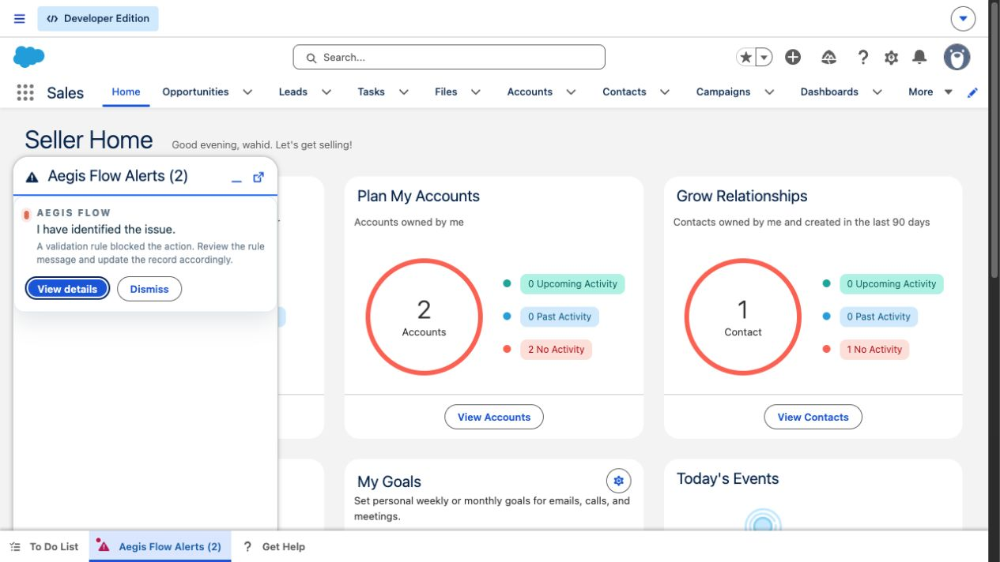 Developer Edition
Search...
Sales
Home
Opportunities
Leads
Tasks
Files
Accounts
Contacts
Campaigns
Dashboards
More
Seller Home
Good evening, wahid. Let's get selling!
Aegis Flow Alerts (2)
AEGIS FLOW
I have identified the issue.
A validation rule blocked the action. Review the rule
message and update the record accordingly.
View details
Dismiss
Plan My Accounts
Accounts owned by me
2
Accounts
0 Upcoming Activity
0 Past Activity
2 No Activity
View Accounts
Grow Relationships
Contacts owned by me and created in the last 90 days
1
Contact
0 Upcoming Activity
0 Past Activity
1 No Activity
View Contacts
My Goals
Set personal weekly or monthly goals for emails, calls, and
meetings.
Today's Events
To Do List
Aegis Flow Alerts (2)
Get Help